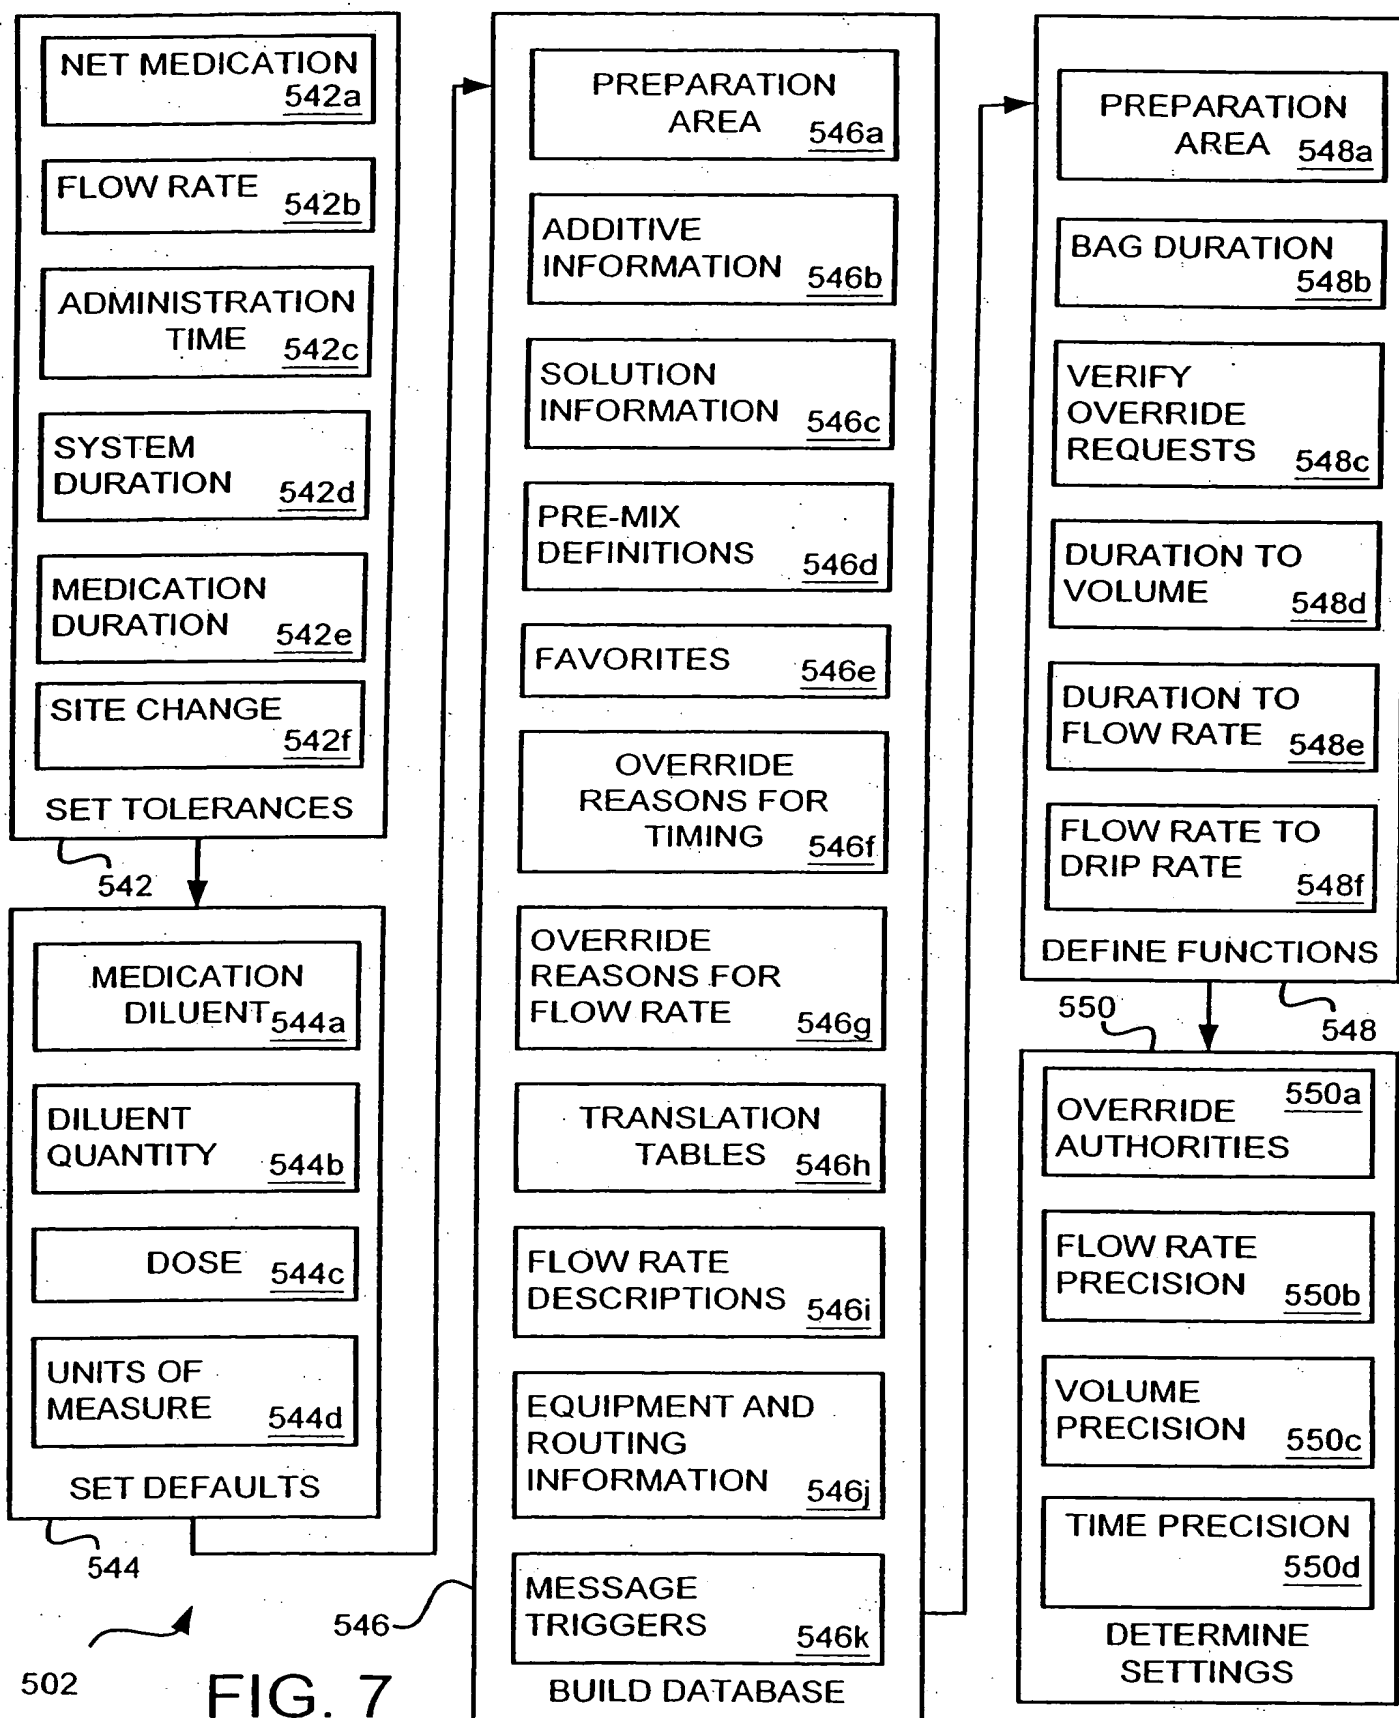 NET MEDICATION
542a
FLOW RATE
542b
ADMINISTRATION
TIME 542c
SYSTEM
DURATION 542d
MEDICATION
DURATION 542e
SITE CHANGE
542f
SET TOLERANCES
542
MEDICATION
DILUENT 544a
DILUENT
QUANTITY 544b
DOSE 544c
UNITS OF
MEASURE 544d
SET DEFAULTS
544
502
FIG. 7
PREPARATION
AREA 546a
ADDITIVE
INFORMATION 546b
SOLUTION
INFORMATION 546c
PRE-MIX
DEFINITIONS 546d
FAVORITES 546e
OVERRIDE
REASONS FOR
TIMING 546f
OVERRIDE
REASONS FOR
FLOW RATE 546g
TRANSLATION
TABLES 546h
FLOW RATE
DESCRIPTIONS 546i
EQUIPMENT AND
ROUTING
INFORMATION 546j
MESSAGE
TRIGGERS 546k
BUILD DATABASE
546
PREPARATION
AREA 548a
BAG DURATION
548b
VERIFY
OVERRIDE
REQUESTS 548c
DURATION TO
VOLUME 548d
DURATION TO
FLOW RATE 548e
FLOW RATE TO
DRIP RATE 548f
DEFINE FUNCTIONS
548
550
550a
OVERRIDE
AUTHORITIES
FLOW RATE
PRECISION 550b
VOLUME
PRECISION 550c
TIME PRECISION
550d
DETERMINE
SETTINGS